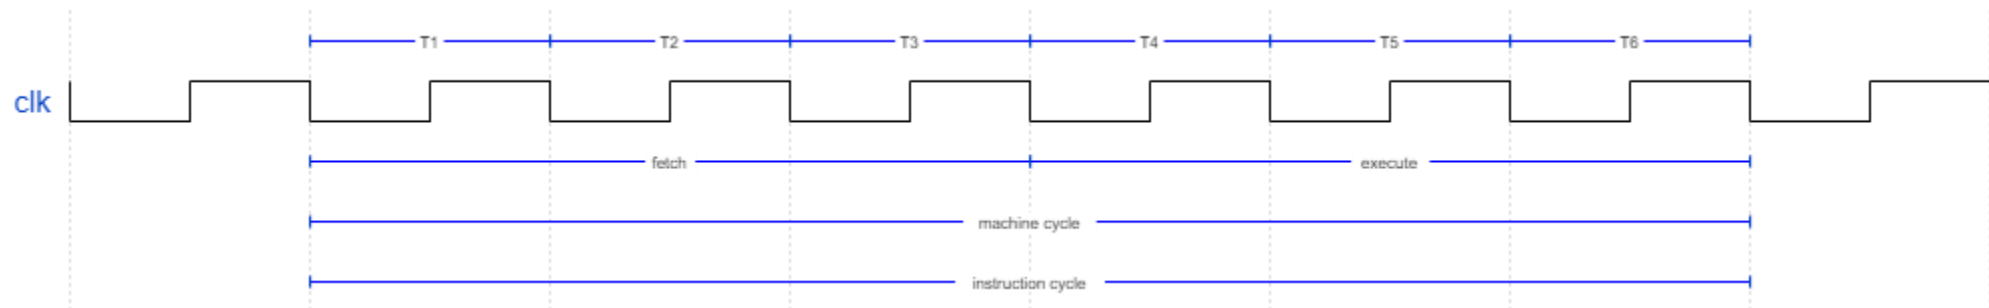 T1 T2 T3 T4 T5 T6
clk
fetch execute
machine cycle
instruction cycle